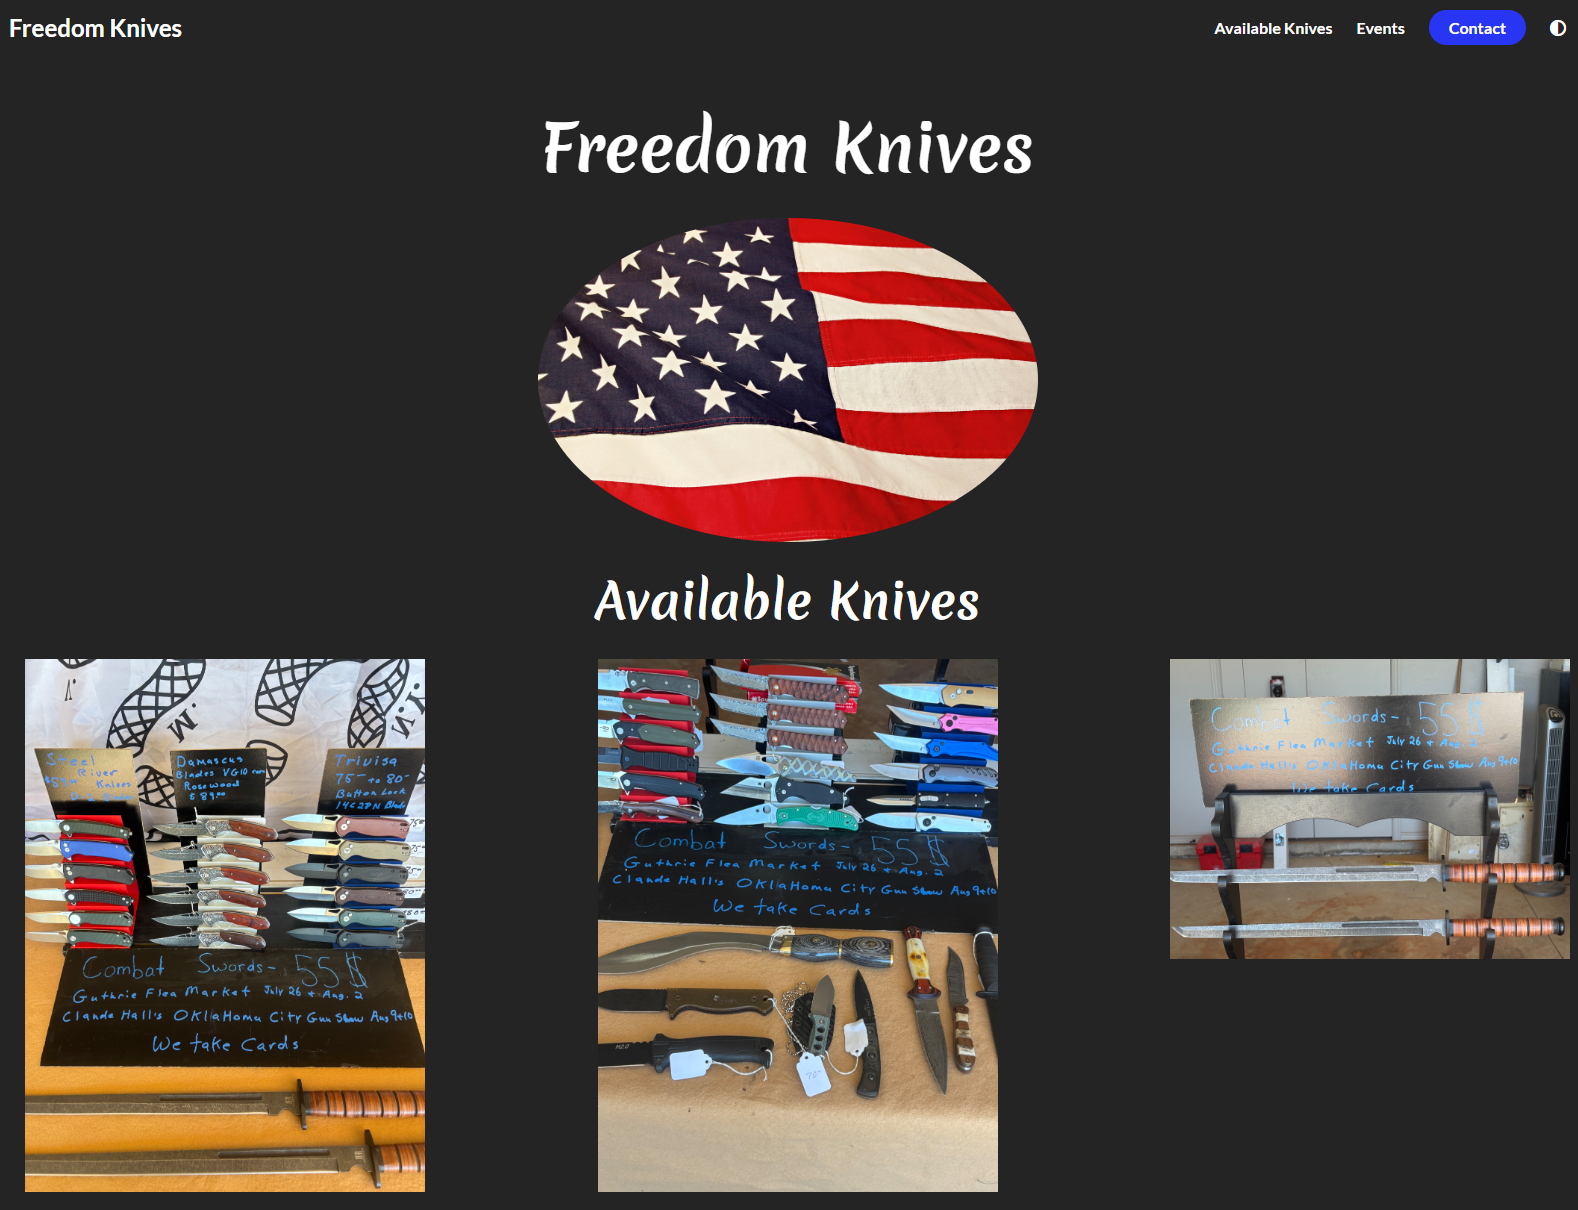 Freedom Knives
Available Knives
Events
Contact
Freedom Knives
Available Knives
Steel
River
Knives
Damascus
Blades VG10
Rosewood
$ 89.00
Trivisa
75- to 80-
Button Lock
14C28N Blade
Combat Swords- 55$
Guthrie Flea Market July 26 + Aug. 2
Claude Hall's OKlaHoma City Gun Show Aug 9+10
We take Cards
Combat Swords- 55$
Guthrie Flea Market July 26 + Aug. 2
Claude Hall's OKlaHoma City Gun Show Aug 9+10
We take Cards
70-
Combat Swords- 55$
Guthrie Flea Market July 26 + Aug. 2
Claude Hall's OKlaHoma City Gun Show Aug 9+10
We take Cards